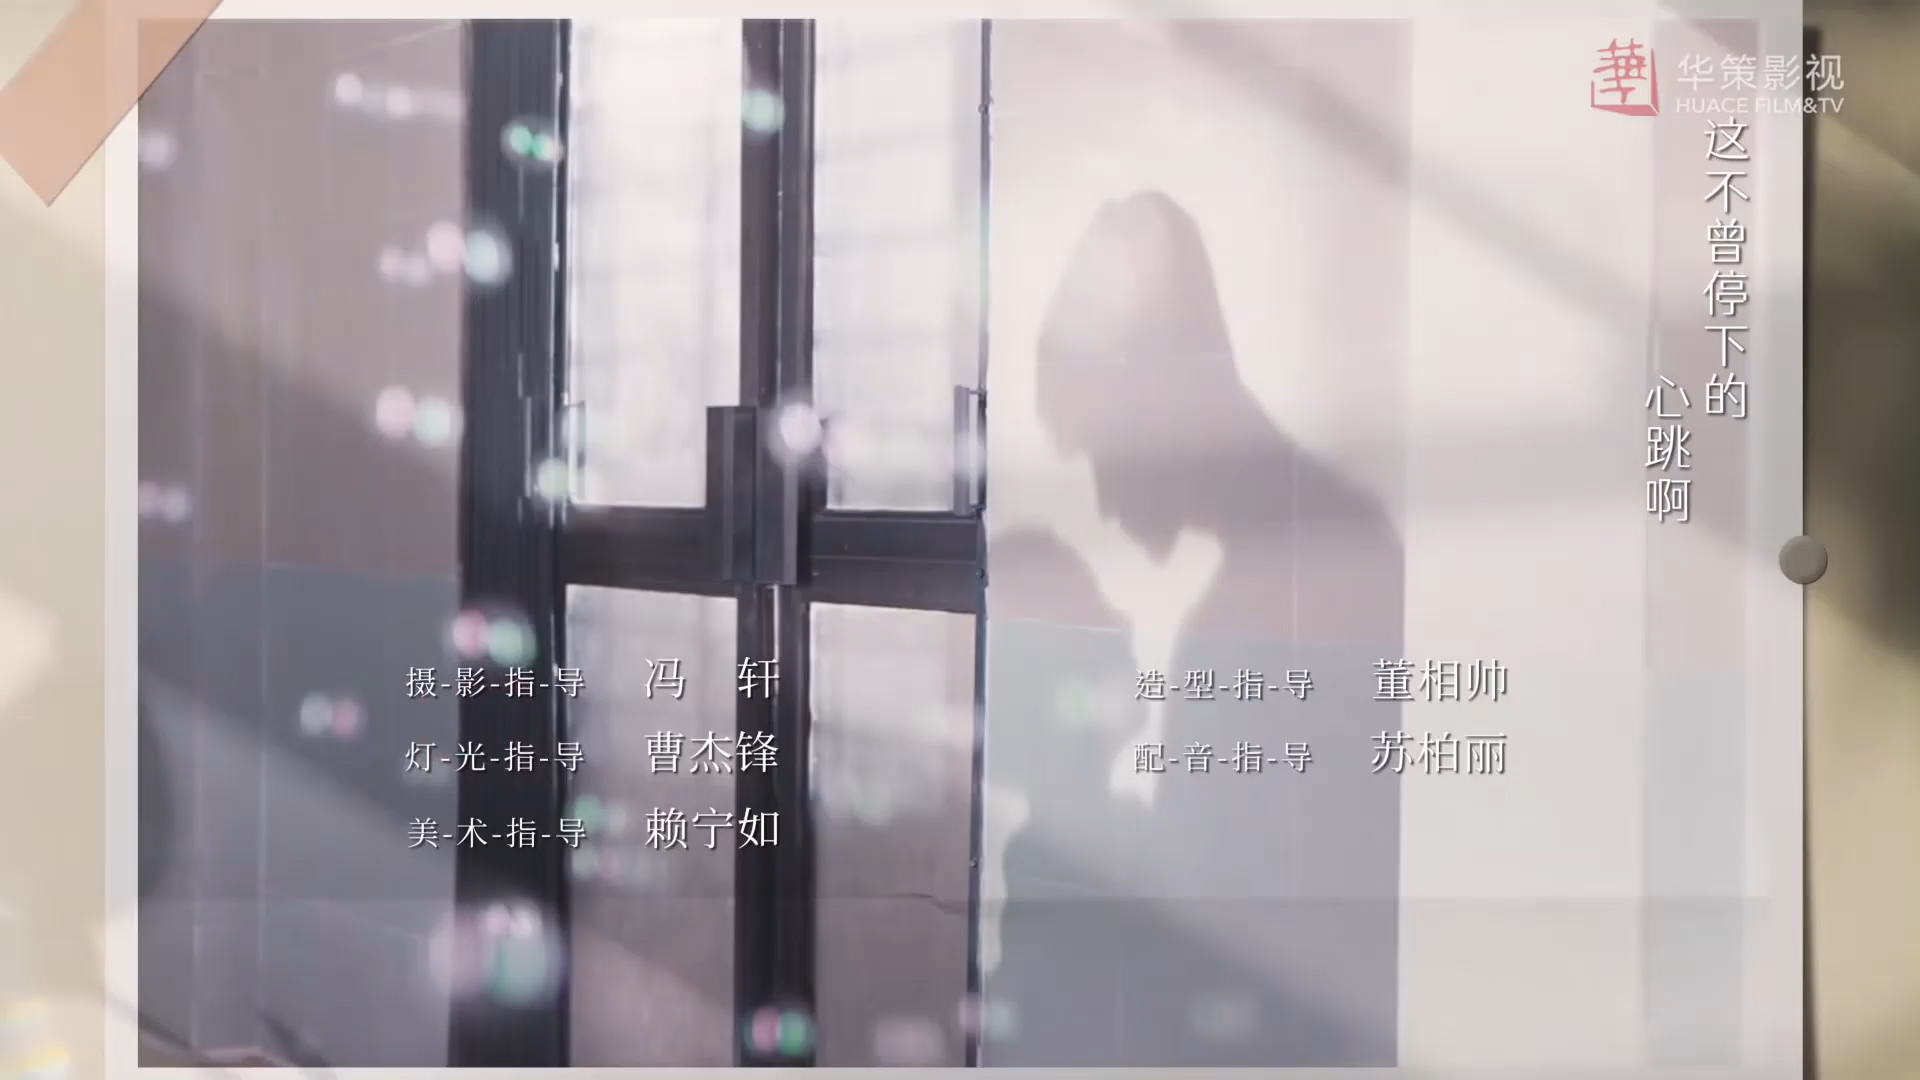 華
华策影视
HUACE FILM&TV
这不曾停下的
心跳啊
摄-影-指-导 冯 轩
灯-光-指-导 曹杰锋
美-术-指-导 赖宁如
造-型-指-导 董相帅
配-音-指-导 苏柏丽